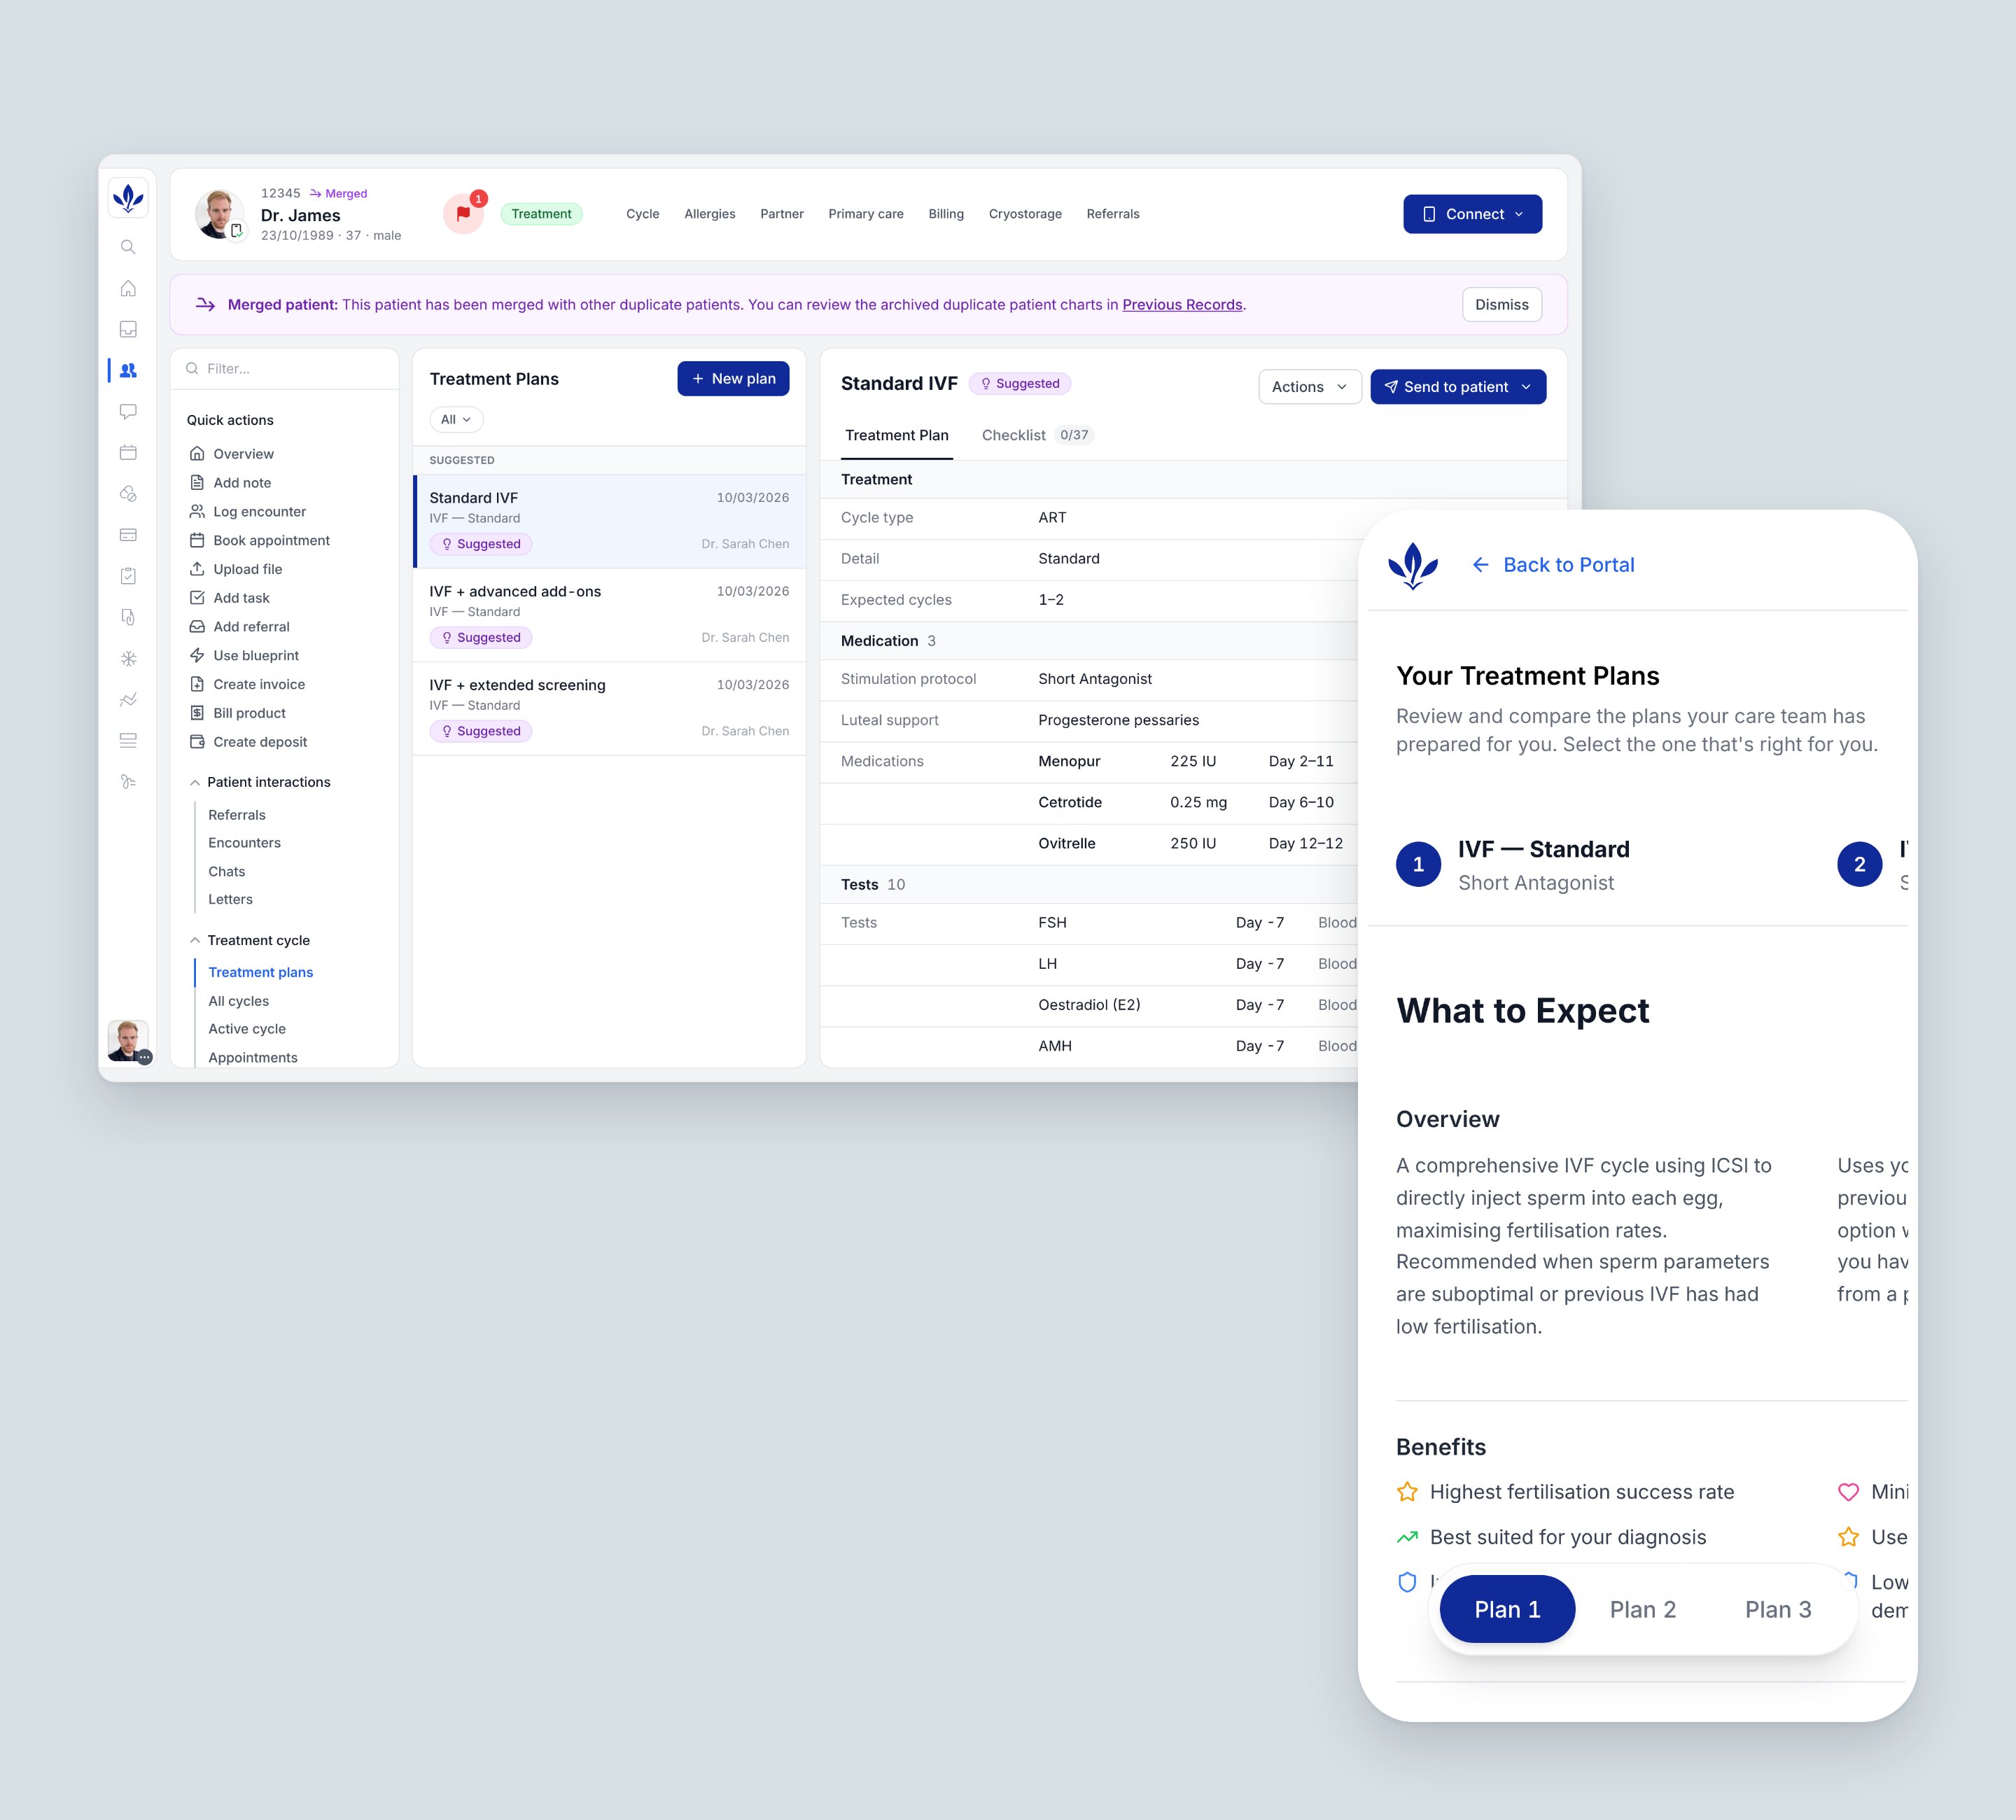 12345 Merged
Dr. James
23/10/1989 · 37 · male
1
Treatment
Cycle Allergies Partner Primary care Billing Cryostorage Referrals
Connect
Merged patient: This patient has been merged with other duplicate patients. You can review the archived duplicate patient charts in Previous Records.
Dismiss
Filter...
Quick actions
Overview
Add note
Log encounter
Book appointment
Upload file
Add task
Add referral
Use blueprint
Create invoice
Bill product
Create deposit
Patient interactions
Referrals
Encounters
Chats
Letters
Treatment cycle
Treatment plans
All cycles
Active cycle
Appointments
Treatment Plans
New plan
All
SUGGESTED
Standard IVF 10/03/2026
IVF — Standard
Suggested Dr. Sarah Chen
IVF + advanced add-ons 10/03/2026
IVF — Standard
Suggested Dr. Sarah Chen
IVF + extended screening 10/03/2026
IVF — Standard
Suggested Dr. Sarah Chen
Standard IVF Suggested
Actions
Send to patient
Treatment Plan Checklist 0/37
Treatment
Cycle type ART
Detail Standard
Expected cycles 1–2
Medication 3
Stimulation protocol Short Antagonist
Luteal support Progesterone pessaries
Medications Menopur 225 IU Day 2–11
Cetrotide 0.25 mg Day 6–10
Ovitrelle 250 IU Day 12–12
Tests 10
Tests FSH Day -7 Blood
LH Day -7 Blood
Oestradiol (E2) Day -7 Blood
AMH Day -7 Blood
Back to Portal
Your Treatment Plans
Review and compare the plans your care team has
prepared for you. Select the one that's right for you.
1 IVF — Standard
Short Antagonist
2
What to Expect
Overview
A comprehensive IVF cycle using ICSI to
directly inject sperm into each egg,
maximising fertilisation rates.
Recommended when sperm parameters
are suboptimal or previous IVF has had
low fertilisation.
Uses
option
from a
Benefits
Highest fertilisation success rate
Best suited for your diagnosis
Use
Low
Plan 1 Plan 2 Plan 3